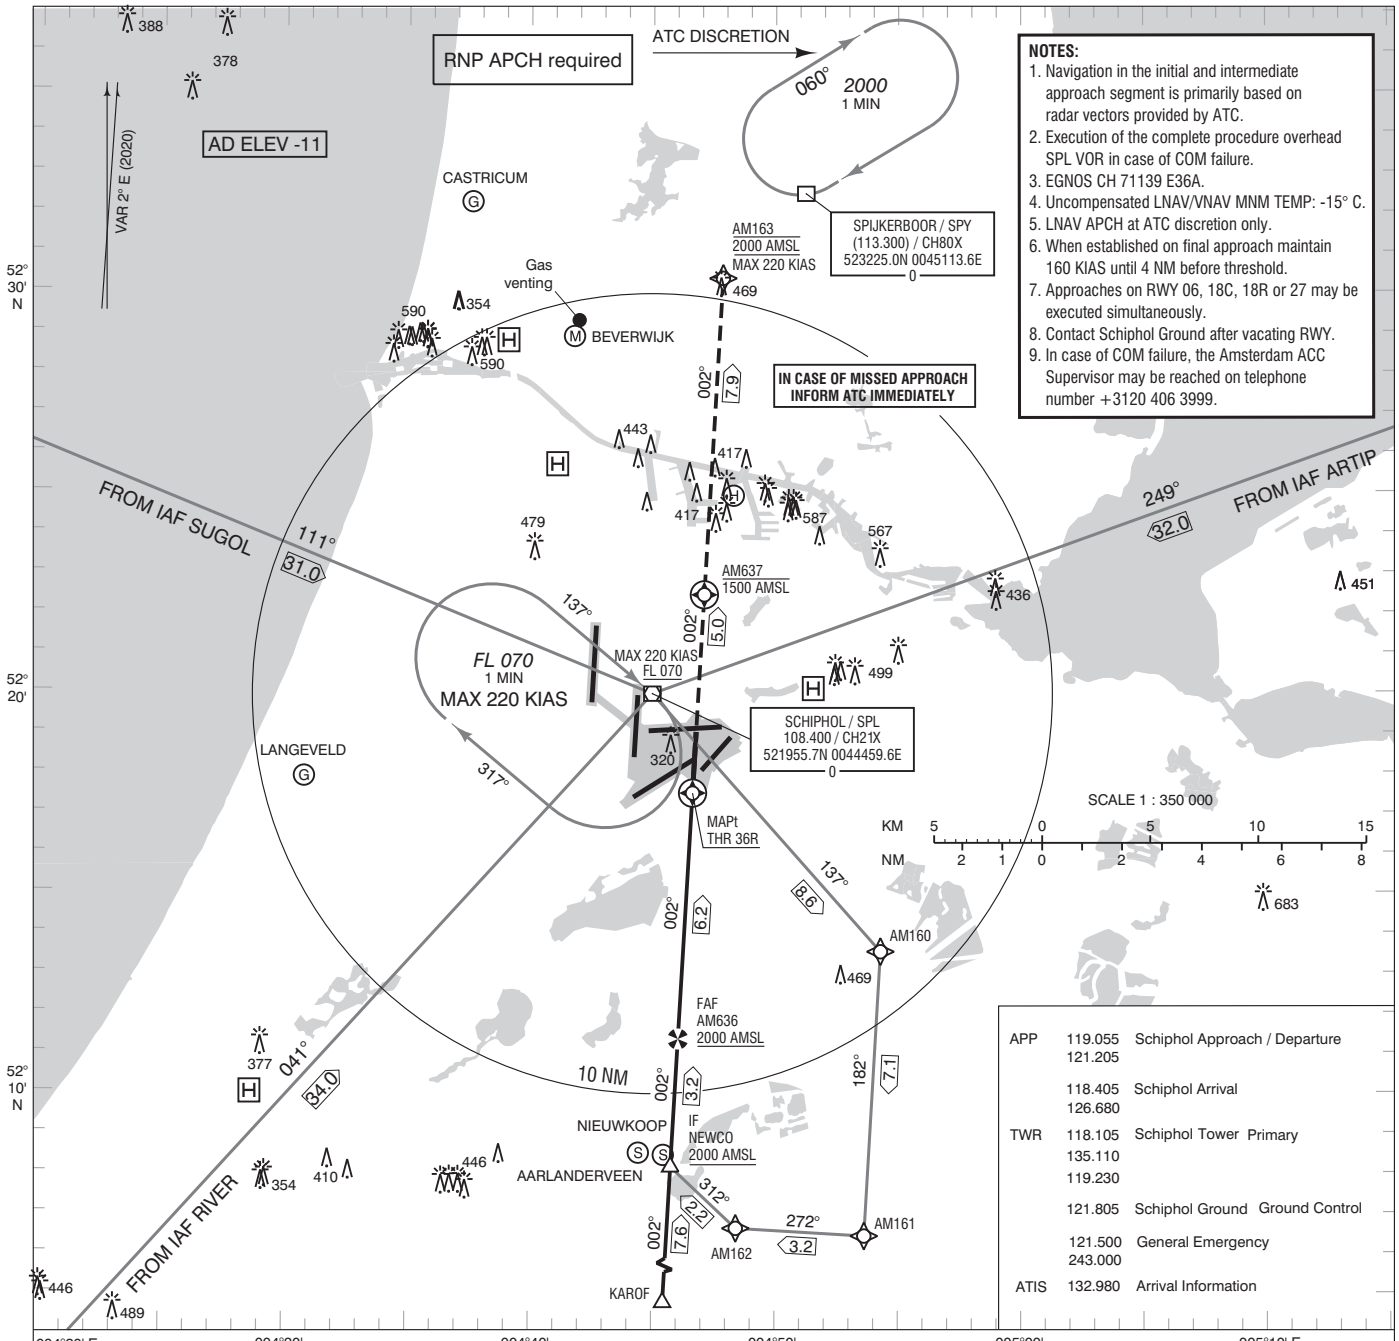 388
378
VAR 2° E (2020)
AD ELEV -11
RNP APCH required
ATC DISCRETION
060°
2000
1 MIN
NOTES:
1. Navigation in the initial and intermediate
approach segment is primarily based on
radar vectors provided by ATC.
2. Execution of the complete procedure overhead
SPL VOR in case of COM failure.
3. EGNOS CH 71139 E36A.
4. Uncompensated LNAV/VNAV MNM TEMP: -15° C.
5. LNAV APCH at ATC discretion only.
6. When established on final approach maintain
160 KIAS until 4 NM before threshold.
7. Approaches on RWY 06, 18C, 18R or 27 may be
executed simultaneously.
8. Contact Schiphol Ground after vacating RWY.
9. In case of COM failure, the Amsterdam ACC
Supervisor may be reached on telephone
number +3120 406 3999.
CASTRICUM
G
SPIJKERBOOR / SPY
(113.300) / CH80X
523225.0N 0045113.6E
0
AM163
2000 AMSL
MAX 220 KIAS
469
52°
30'
N
Gas
venting
354
590
H
590
M
BEVERWIJK
002°
7.9
IN CASE OF MISSED APPROACH
INFORM ATC IMMEDIATELY
443
417
H
H
417
587
567
479
FROM IAF SUGOL
111°
31.0
249°
32.0
FROM IAF ARTIP
AM637
1500 AMSL
436
451
137°
002°
5.0
FL 070
1 MIN
MAX 220 KIAS
MAX 220 KIAS
FL 070
499
H
52°
20'
SCHIPHOL / SPL
108.400 / CH21X
521955.7N 0044459.6E
0
LANGEVELD
G
317°
320
MAPt
THR 36R
SCALE 1 : 350 000
KM
5
0
5
10
15
NM
2
1
0
2
4
6
8
137°
8.6
683
002°
6.2
AM160
469
FAF
AM636
2000 AMSL
377
H
041°
34.0
52°
10'
N
10 NM
002°
3.2
182°
7.1
NIEUWKOOP
S
S
AARLANDERVEEN
IF
NEWCO
2000 AMSL
354
410
446
312°
2.2
272°
3.2
AM161
AM162
002°
7.6
FROM IAF RIVER
446
489
KAROF
APP 119.055 Schiphol Approach / Departure
121.205
118.405 Schiphol Arrival
126.680
TWR 118.105 Schiphol Tower Primary
135.110
119.230
121.805 Schiphol Ground Ground Control
121.500 General Emergency
243.000
ATIS 132.980 Arrival Information